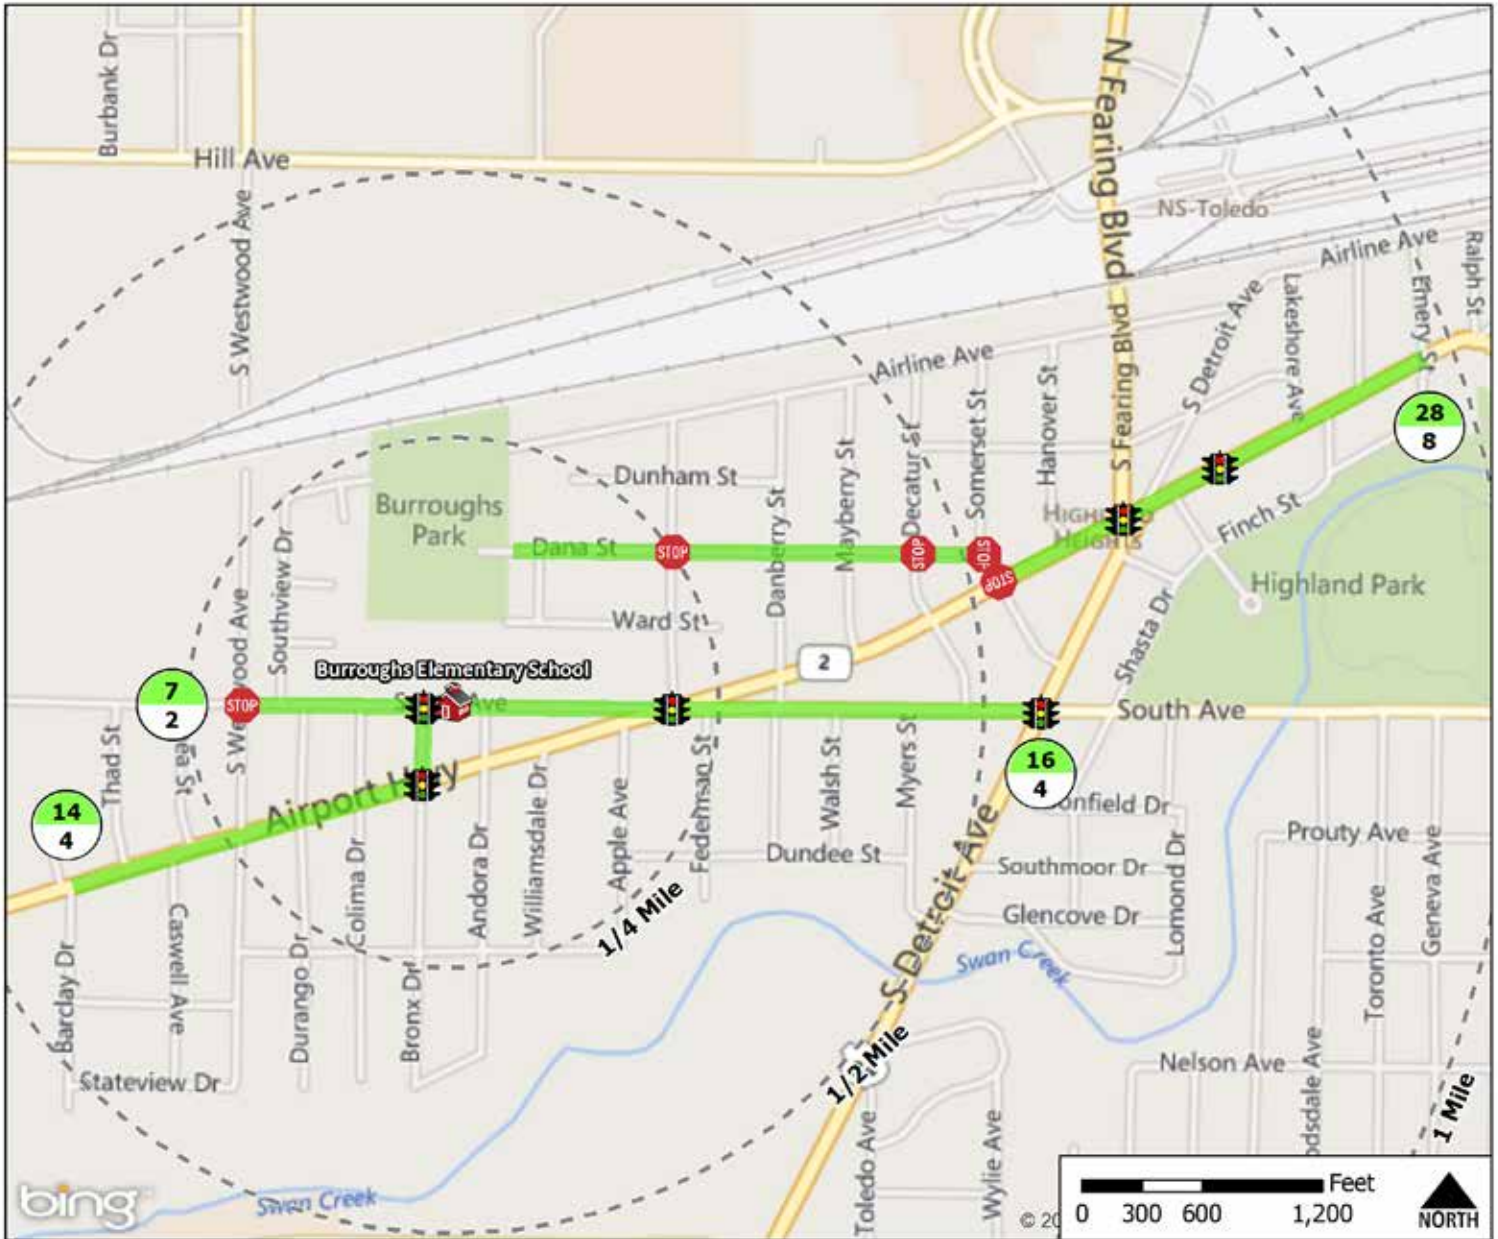 Burbank Dr
Hill Ave
S Westwood Ave
N Fearing Blvd
NS-Toledo
Airline Ave
Ralph St
Emery St
Lakeshore Ave
S Detroit Ave
S Fearing Blvd
Airline Ave
Hanover St
Somerset St
Decatur St
Mayberry St
Danberry St
Dunham St
Burroughs
Park
Dana St
STOP
STOP
STOP
STOP
Heights
Finch St
28
8
Highland Park
Southview Dr
Ward St
Shasta Dr
2
Burroughs Elementary School
7
2
STOP
Ave
South Ave
Thad St
Airport Hwy
14
4
16
4
Federman St
Walsh St
Myers St
Apple Ave
Williamsdale Dr
Andora Dr
Colima Dr
Dundee St
Southmoor Dr
Prouty Ave
Glencove Dr
Lomond Dr
Geneva Ave
Toronto Ave
1/4 Mile
S Detroit Ave
Swan Creek
Caswell Ave
Barclay Dr
Durango Dr
Bronx Dr
Stateview Dr
1/2 Mile
Nelson Ave
1 Mile
Toledo Ave
Wylie Ave
Swan Creek
bing
© 20
Feet
0 300 600 1,200
NORTH